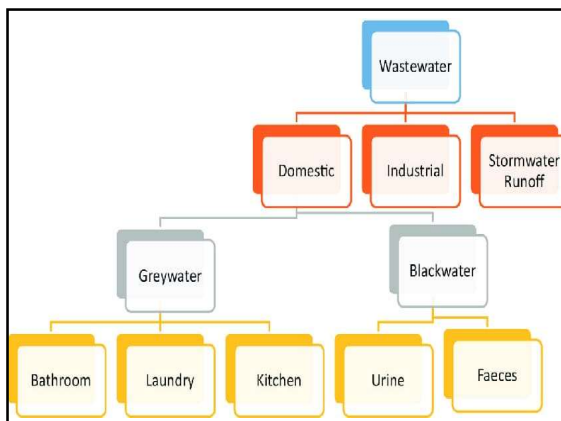 Wastewater
Domestic
Industrial
Stormwater
Runoff
Greywater
Blackwater
Bathroom
Laundry
Kitchen
Urine
Faeces